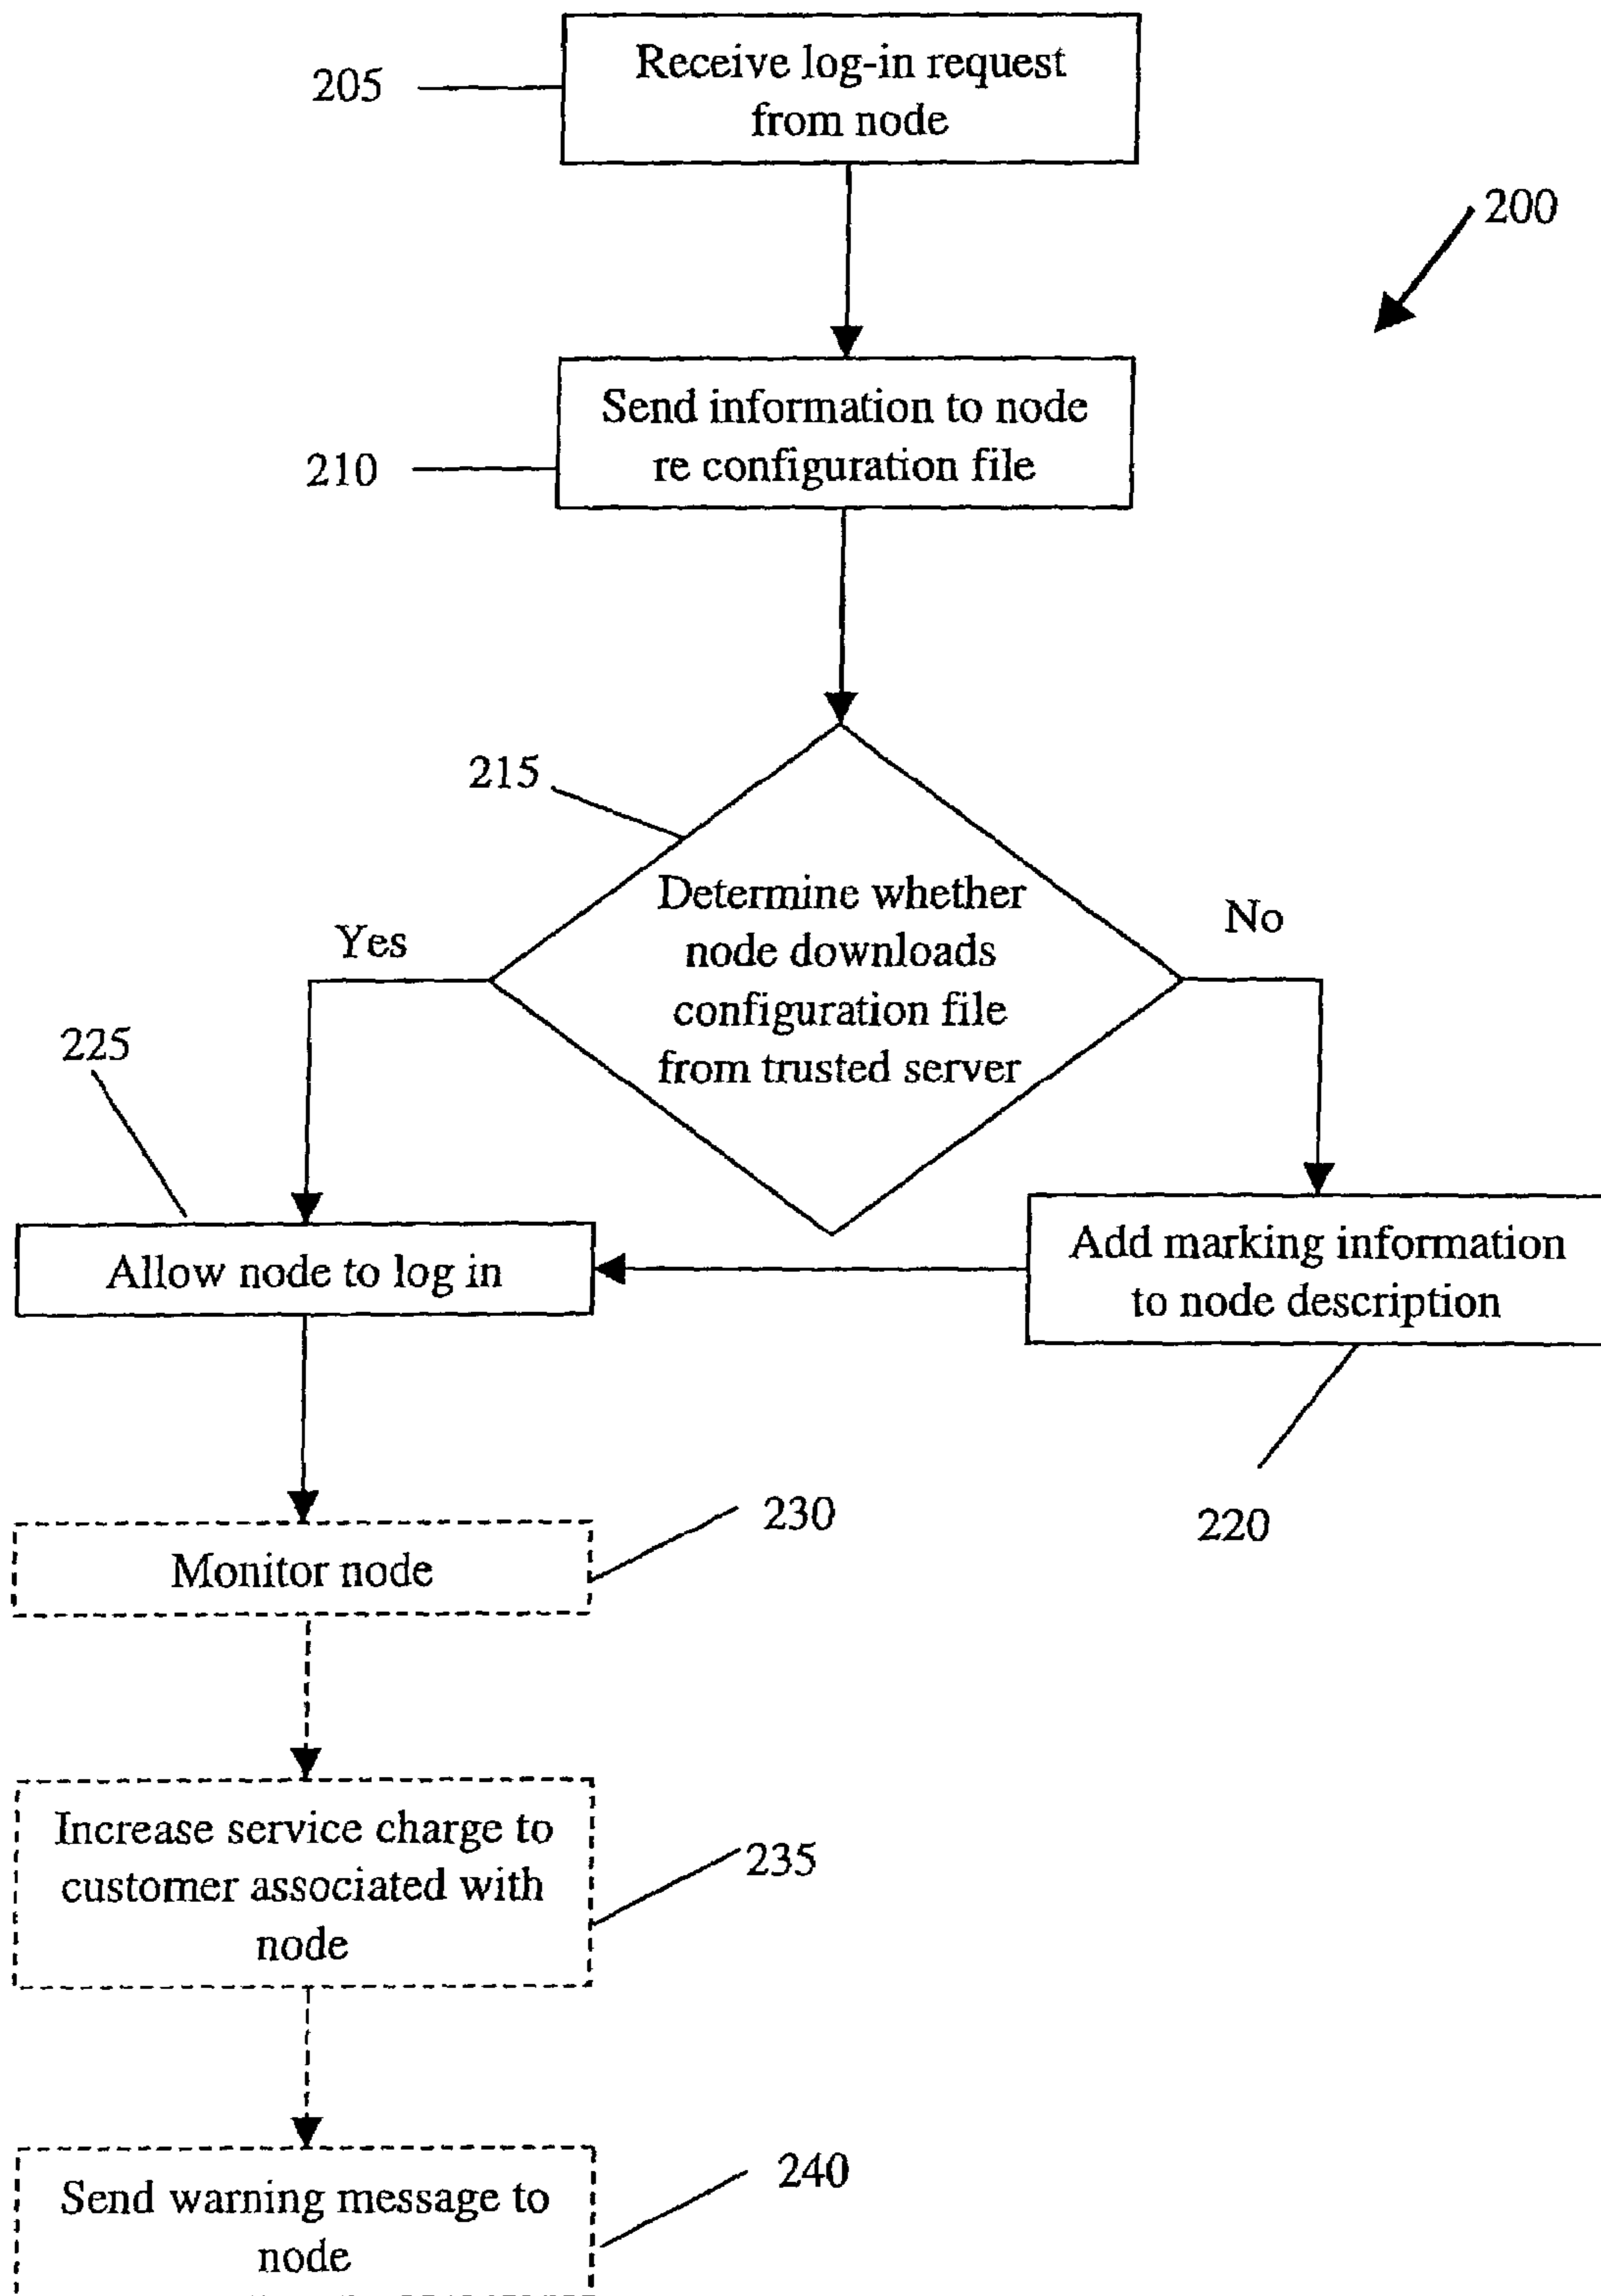 205
Receive log-in request
from node
200
210
Send information to node
re configuration file
215
Determine whether
node downloads
configuration file
from trusted server
Yes
No
225
Allow node to log in
Add marking information
to node description
220
Monitor node
230
Increase service charge to
customer associated with
node
235
Send warning message to
node
240